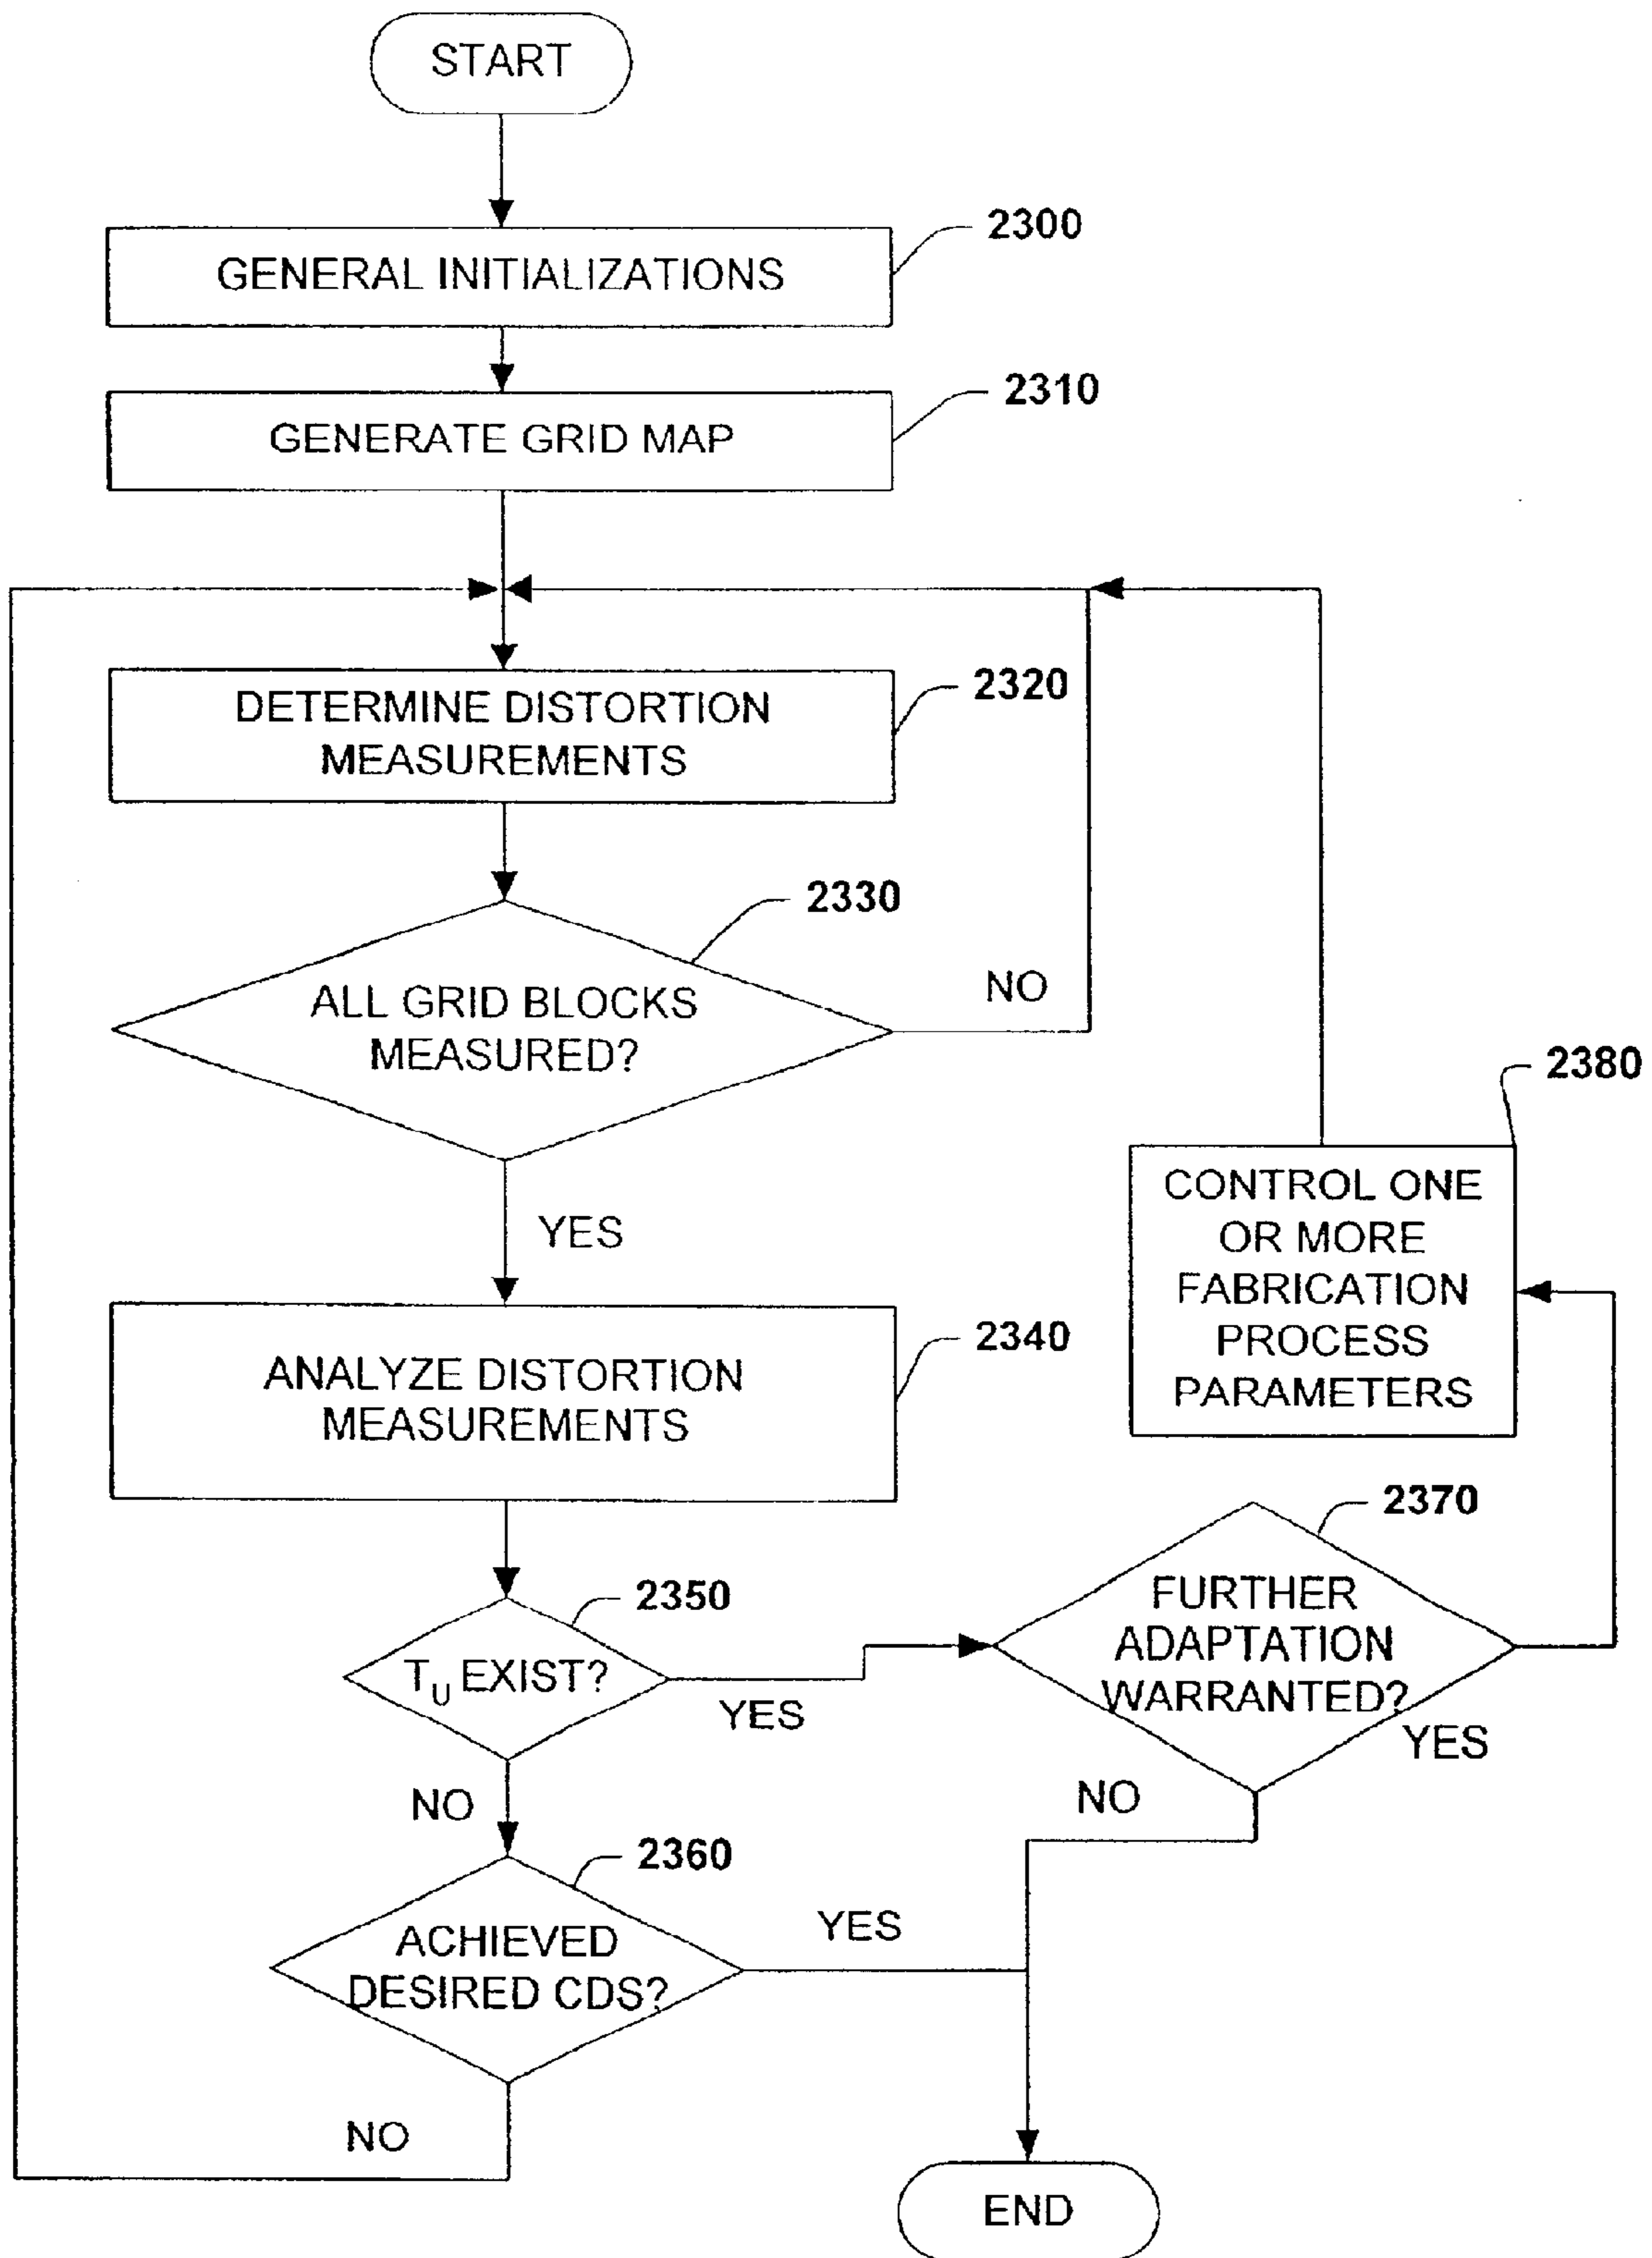 START
2300
GENERAL INITIALIZATIONS
2310
GENERATE GRID MAP
2320
DETERMINE DISTORTION
MEASUREMENTS
2330
ALL GRID BLOCKS
MEASURED?
NO
2380
CONTROL ONE
OR MORE
FABRICATION
PROCESS
PARAMETERS
YES
2340
ANALYZE DISTORTION
MEASUREMENTS
2370
FURTHER
ADAPTATION
WARRANTED?
YES
NO
2350
TU EXIST?
YES
NO
2360
ACHIEVED
DESIRED CDS?
YES
NO
END